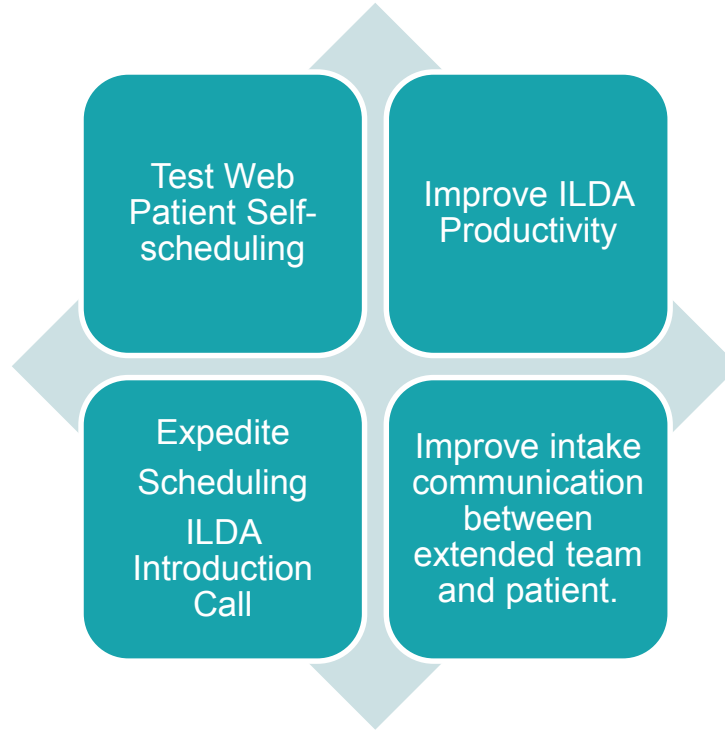 Test Web
Patient Self-
scheduling
Improve ILDA
Productivity
Expedite
Scheduling
ILDA
Introduction
Call
Improve intake
communication
between
extended team
and patient.